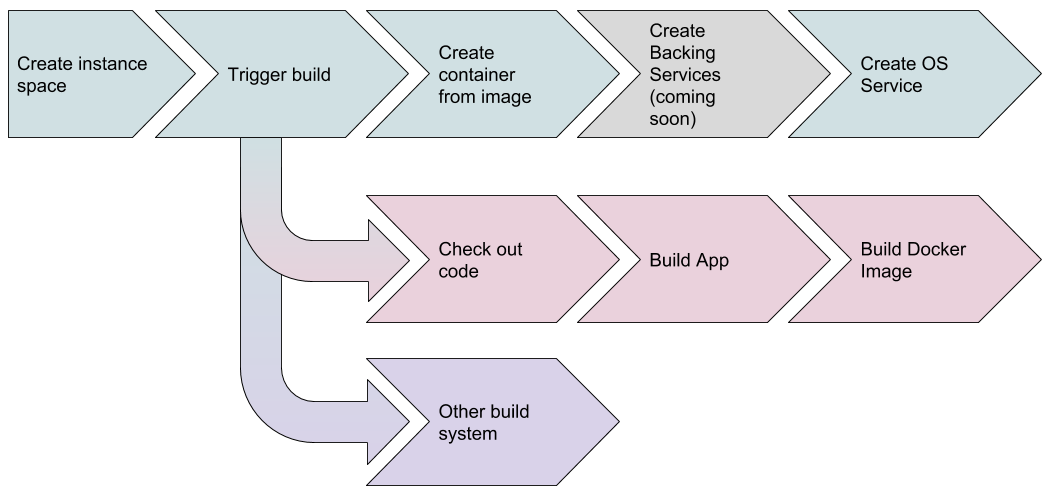 Create instance
space
Trigger build
Create
container
from image
Create
Backing
Services
(coming
soon)
Create OS
Service
Check out
code
Build App
Build Docker
Image
Other build
system